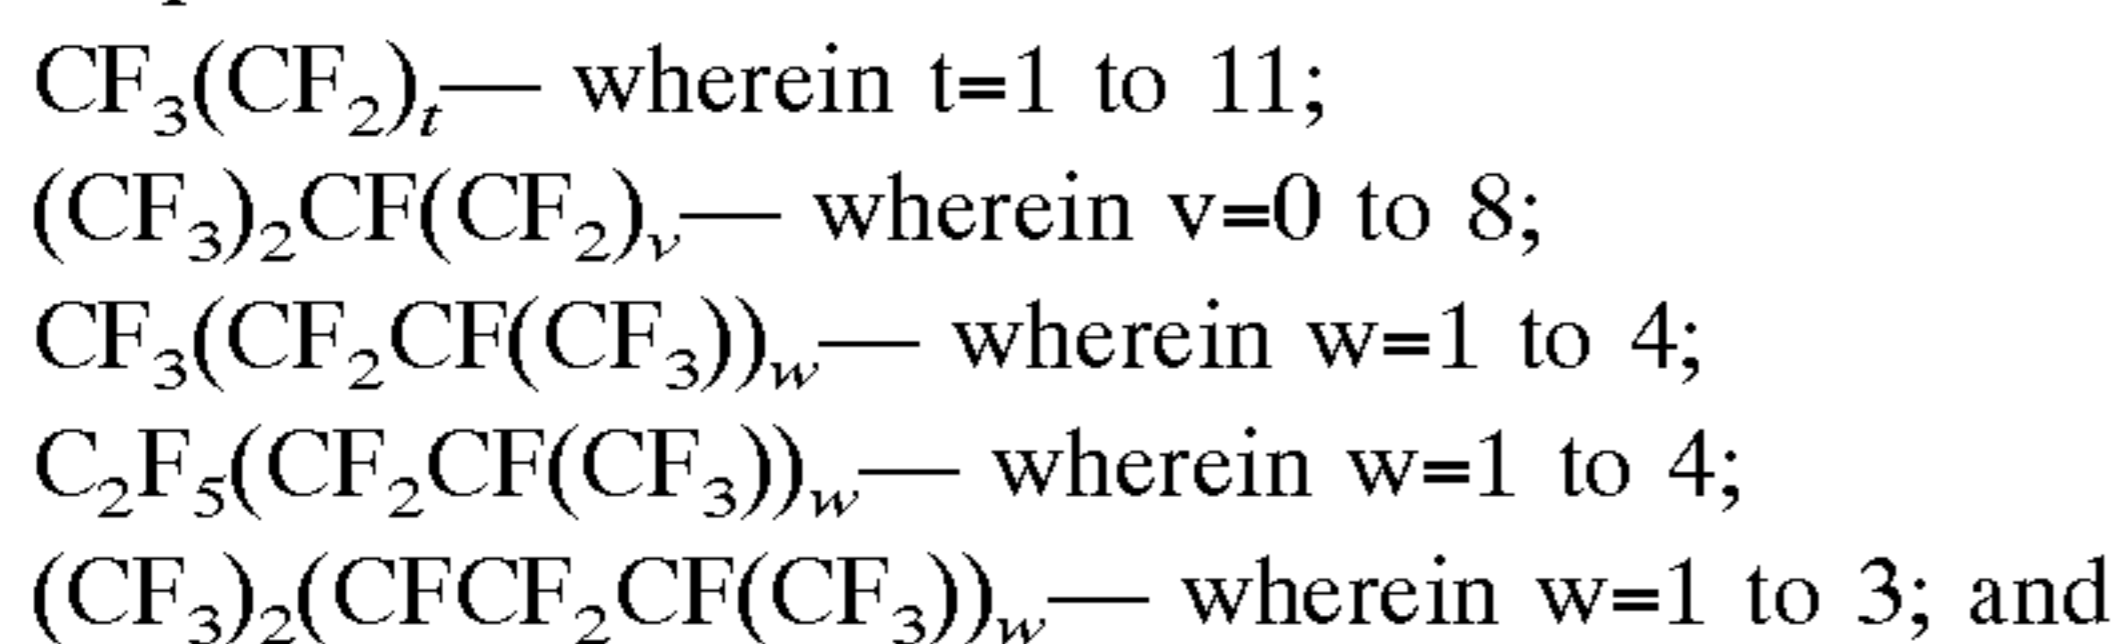 CF₃(CF₂)ₜ— wherein t=1 to 11;
(CF₃)₂CF(CF₂)ᵥ— wherein v=0 to 8;
CF₃(CF₂CF(CF₃))w— wherein w=1 to 4;
C₂F₅(CF₂CF(CF₃))w— wherein w=1 to 4;
(CF₃)₂(CFCF₂CF(CF₃))w— wherein w=1 to 3; and